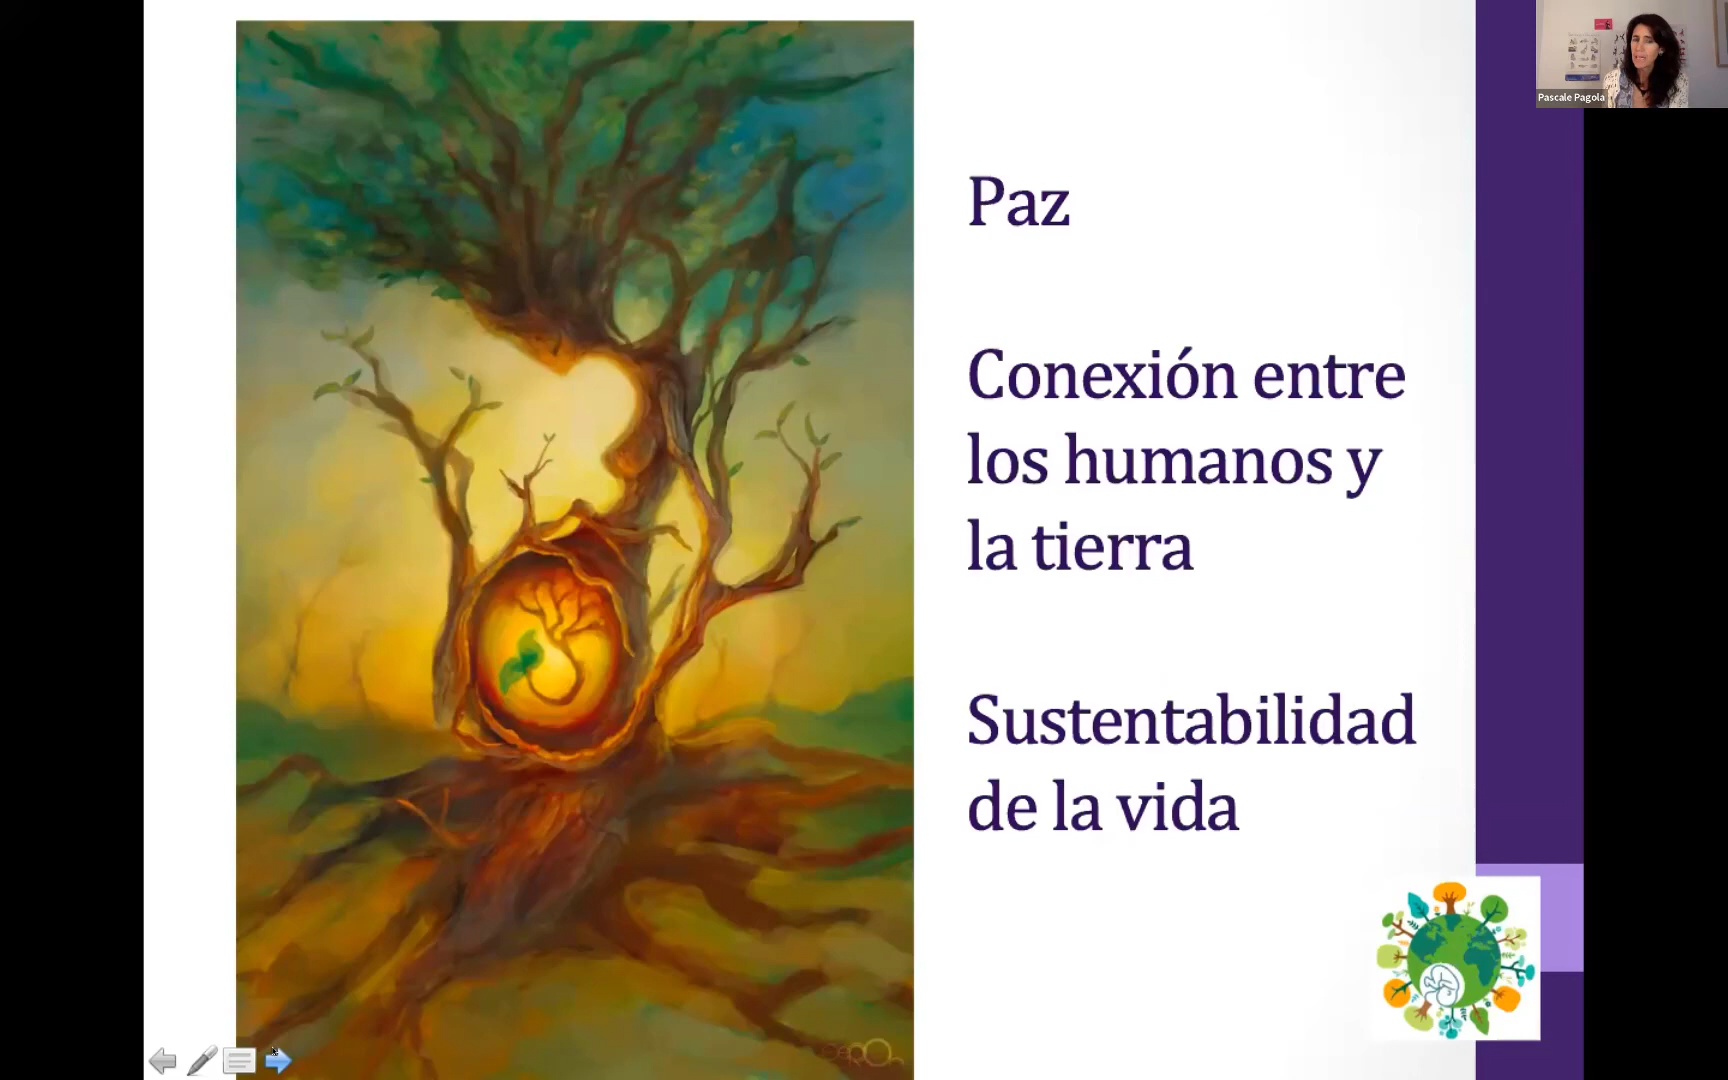 Pascale Pagola
Paz
Conexión entre
los humanos y
la tierra
Sustentabilidad
de la vida